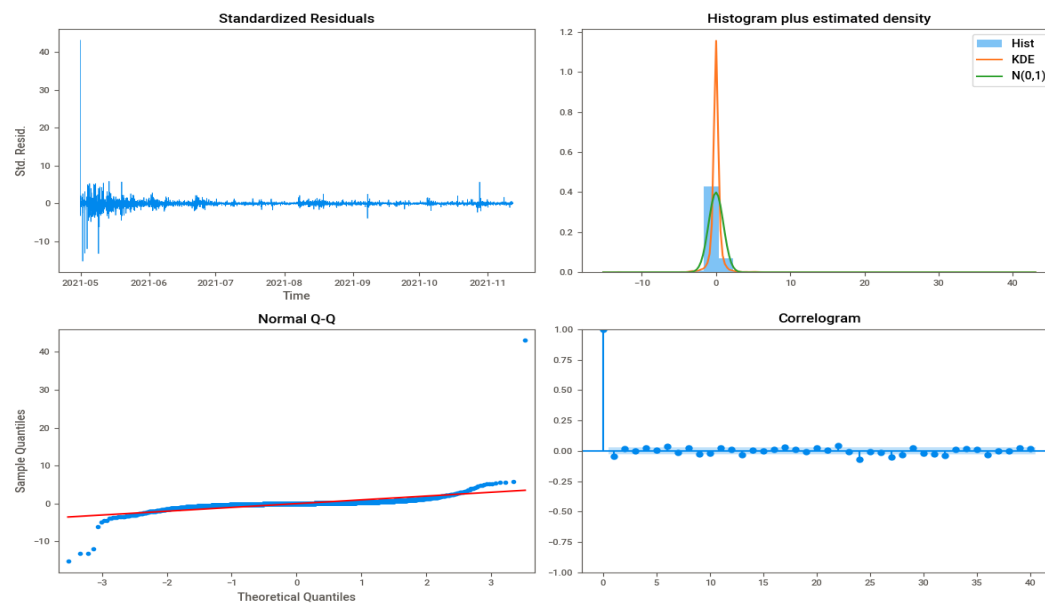 Standardized Residuals
Std. Resid.
40
30
20
10
0
−10
2021-05 2021-06 2021-07 2021-08 2021-09 2021-10 2021-11
Time
Histogram plus estimated density
1.2
1.0
0.8
0.6
0.4
0.2
0.0
−10 0 10 20 30 40
Hist
KDE
N(0,1)
Normal Q-Q
Sample Quantiles
40
30
20
10
0
−10
−3 −2 −1 0 1 2 3
Theoretical Quantiles
Correlogram
1.00
0.75
0.50
0.25
0.00
−0.25
−0.50
−0.75
−1.00
0 5 10 15 20 25 30 35 40